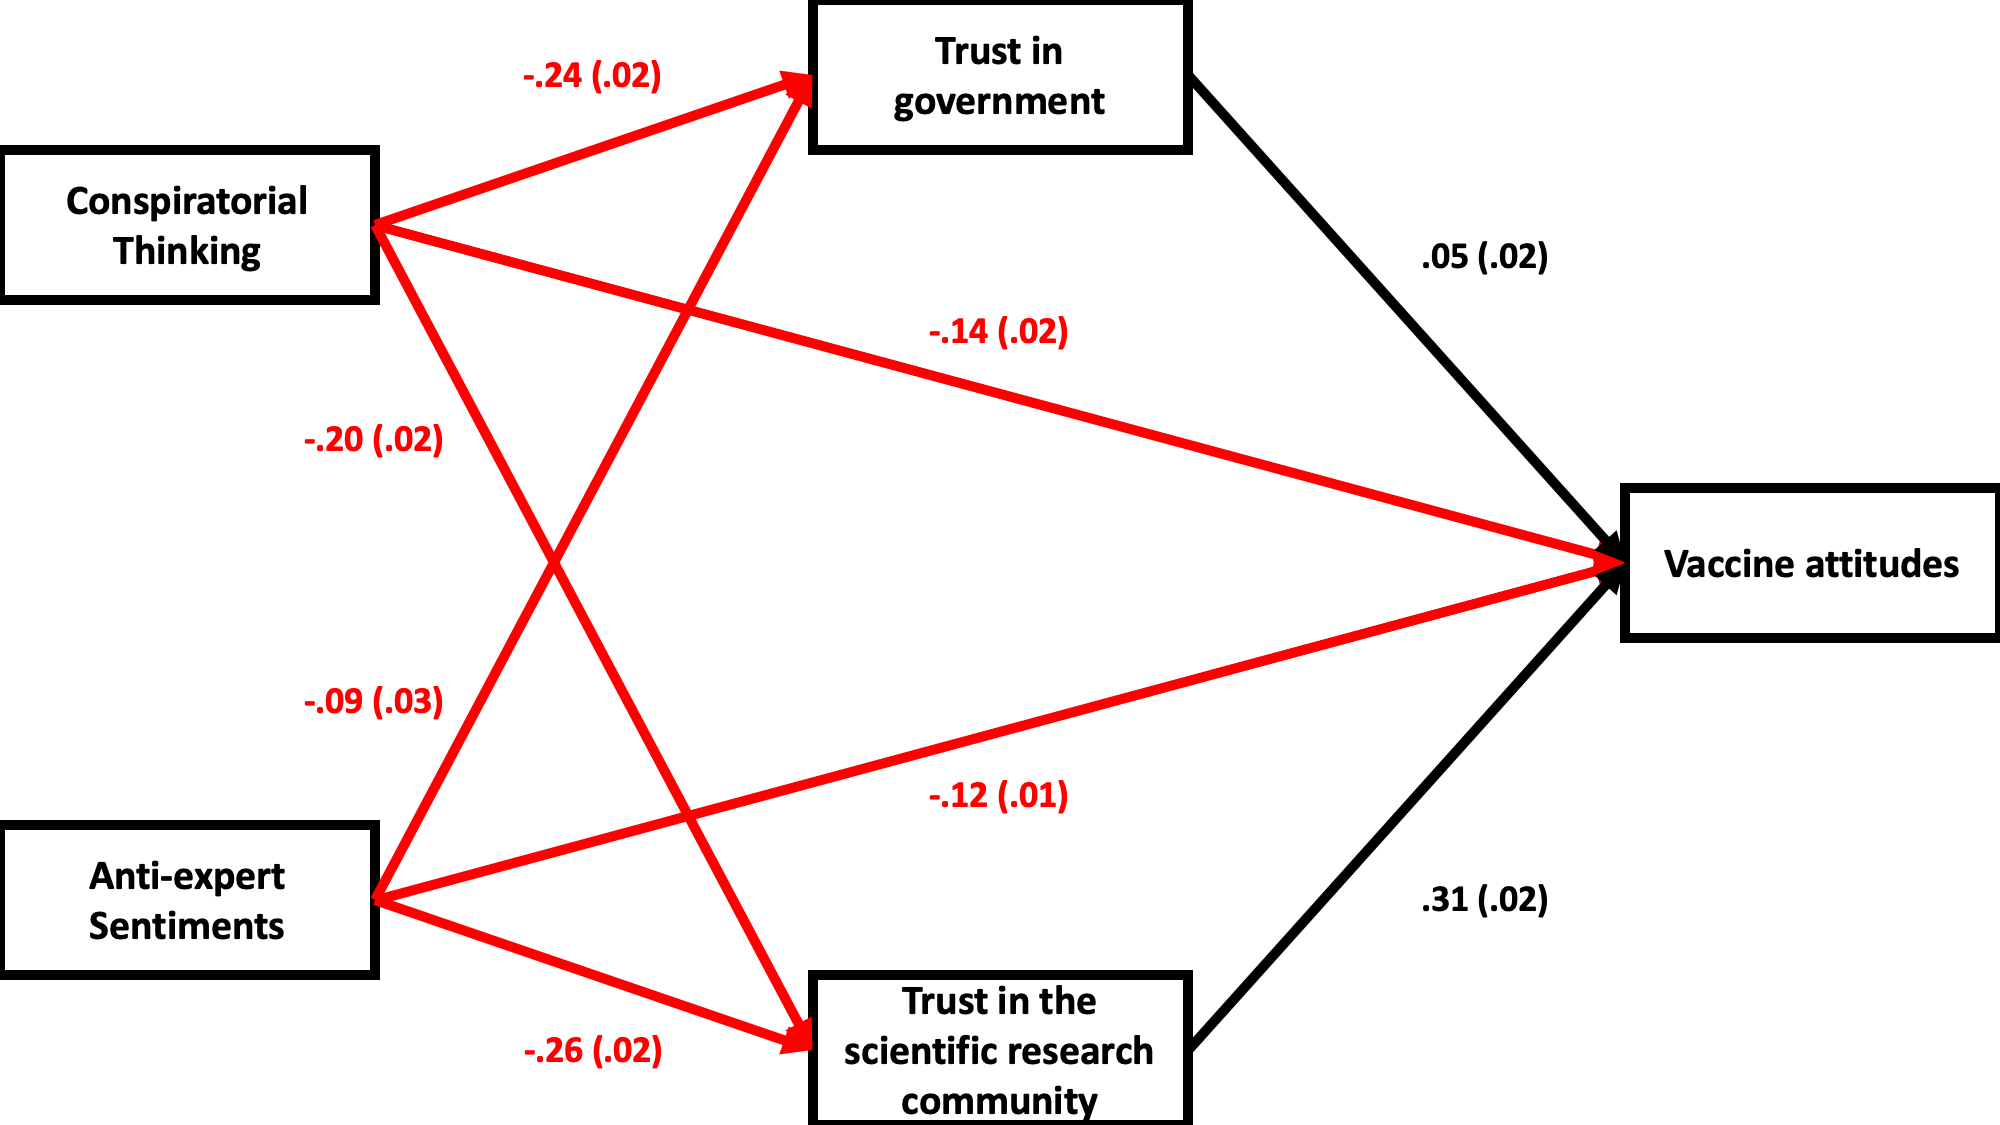 Trust in
government
-.24 (.02)
Conspiratorial
Thinking
.05 (.02)
-.14 (.02)
-.20 (.02)
Vaccine attitudes
-.09 (.03)
-.12 (.01)
Anti-expert
Sentiments
.31 (.02)
-.26 (.02)
Trust in the
scientific research
community